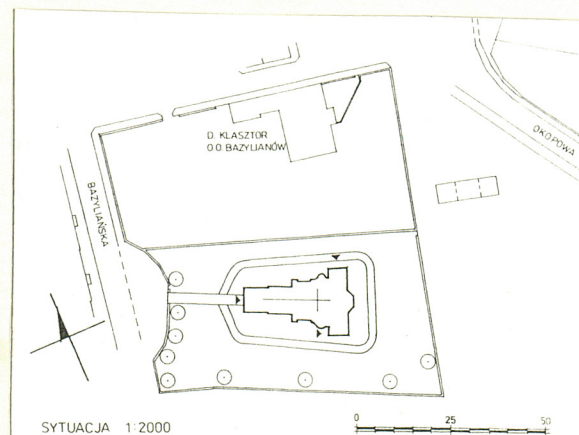 D. KLASZTOR
O.O. BAZYLIANÓW
OKOPOWA
BAZYLIAŃSKA
SYTUACJA 1:2000
0 25 50